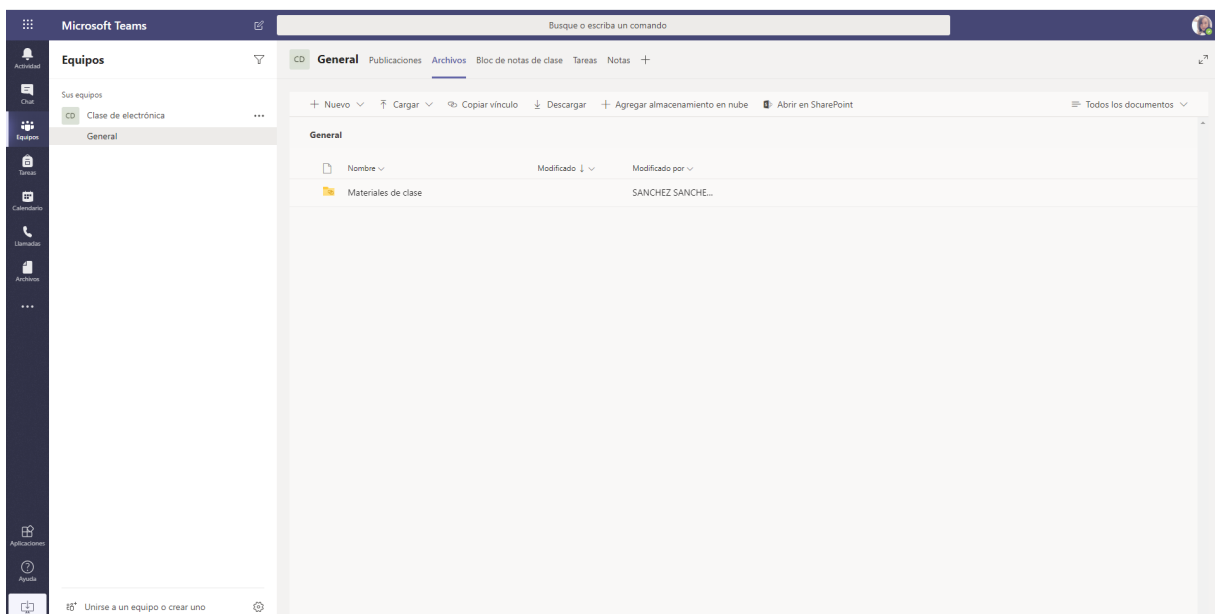 Microsoft Teams
Busque o escriba un comando
Actividad
Chat
Equipos
Tareas
Calendario
Llamadas
Archivos
Aplicaciones
Ayuda
Equipos
Sus equipos
CD Clase de electrónica
General
Unirse a un equipo o crear uno
CD General Publicaciones Archivos Bloc de notas de clase Tareas Notas
Nuevo Cargar Copiar vínculo Descargar Agregar almacenamiento en nube Abrir en SharePoint Todos los documentos
General
Nombre Modificado Modificado por
Materiales de clase SANCHEZ SANCHE...